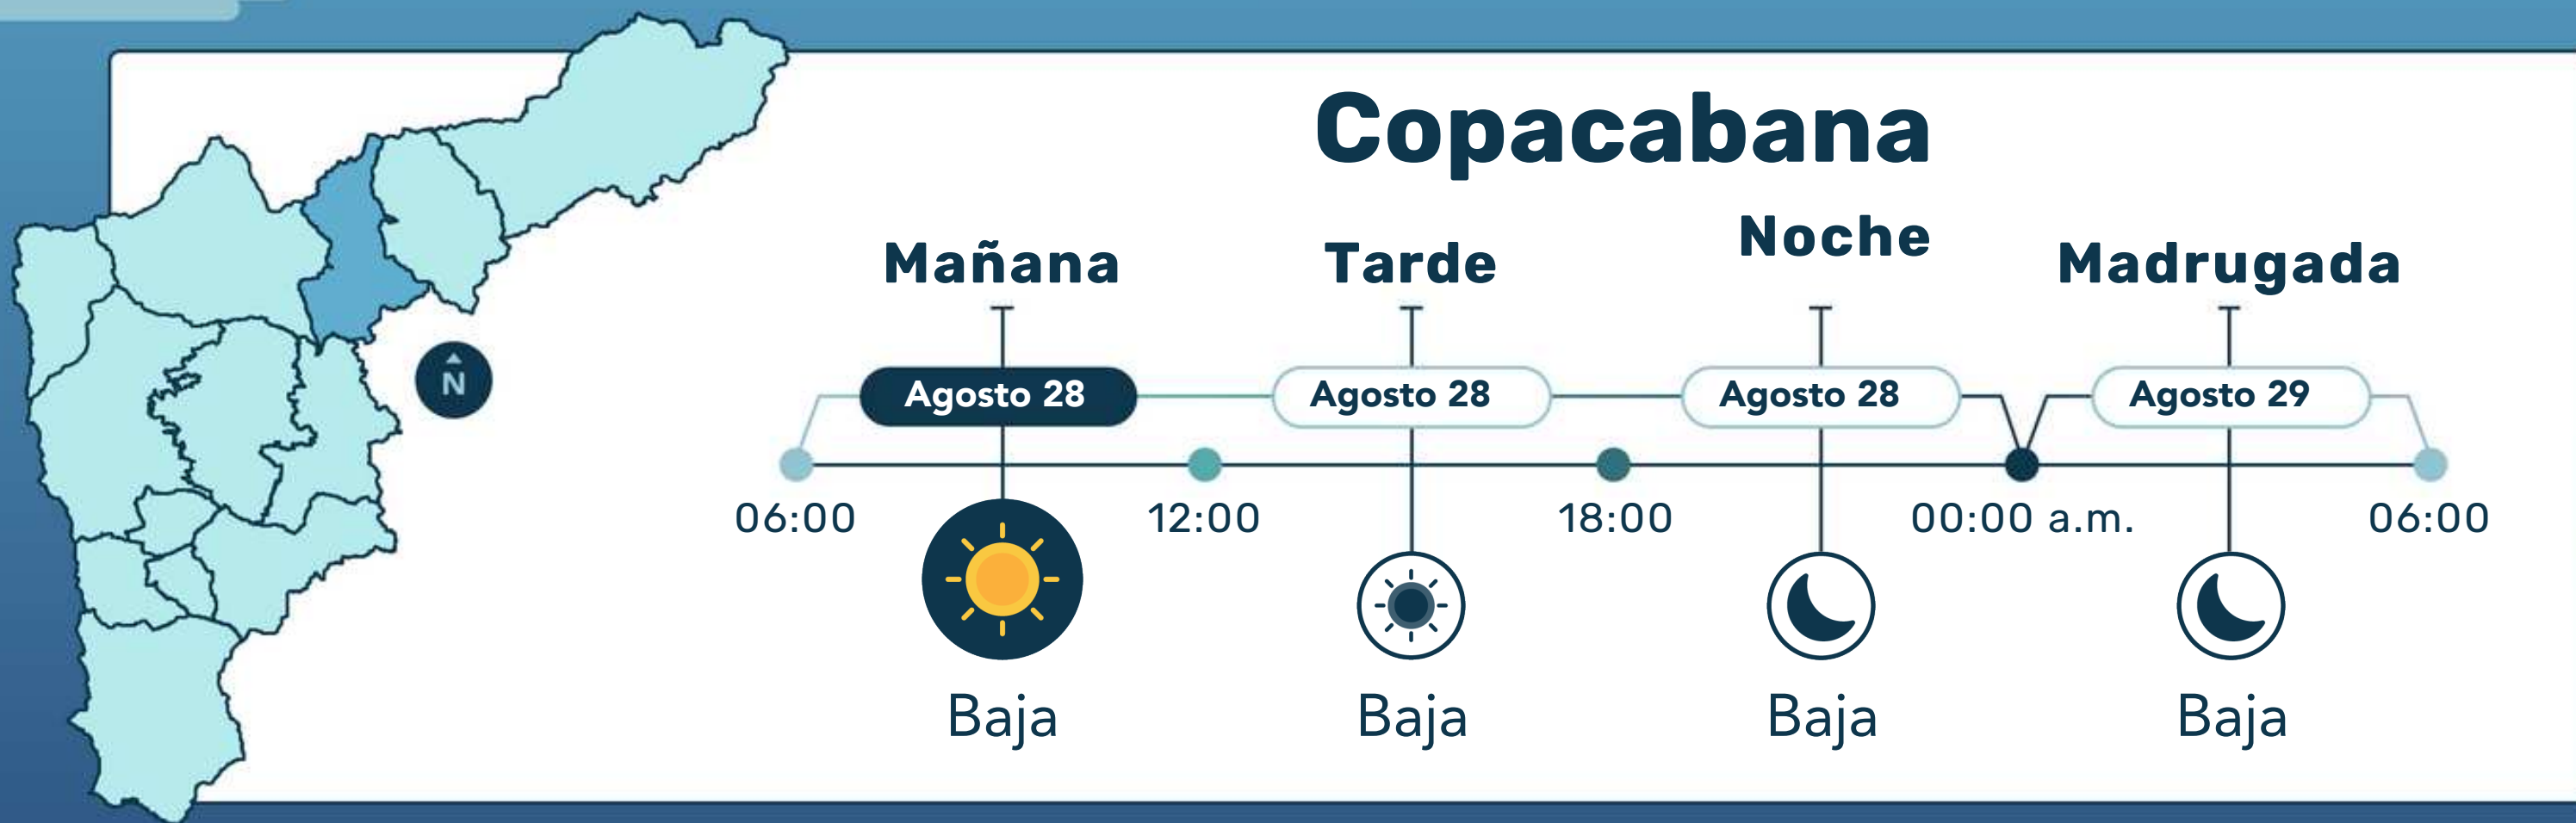 Copacabana
Mañana
Tarde
Noche
Madrugada
Agosto 28
Agosto 28
Agosto 28
Agosto 29
N
06:00
12:00
18:00
00:00 a.m.
06:00
Baja
Baja
Baja
Baja